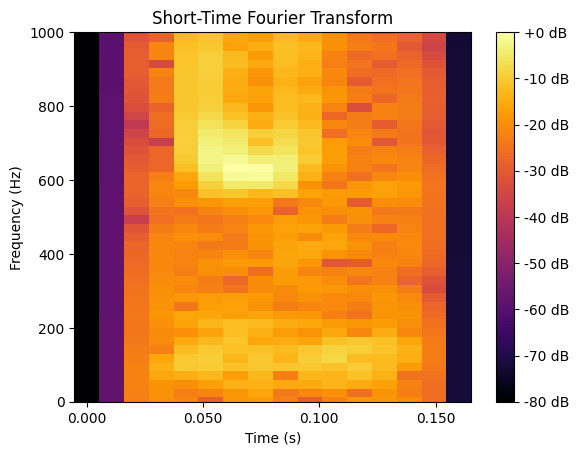 Short-Time Fourier Transform
1000
800
600
400
200
0
Frequency (Hz)
0.000
0.050
0.100
0.150
Time (s)
+0 dB
-10 dB
-20 dB
-30 dB
-40 dB
-50 dB
-60 dB
-70 dB
-80 dB